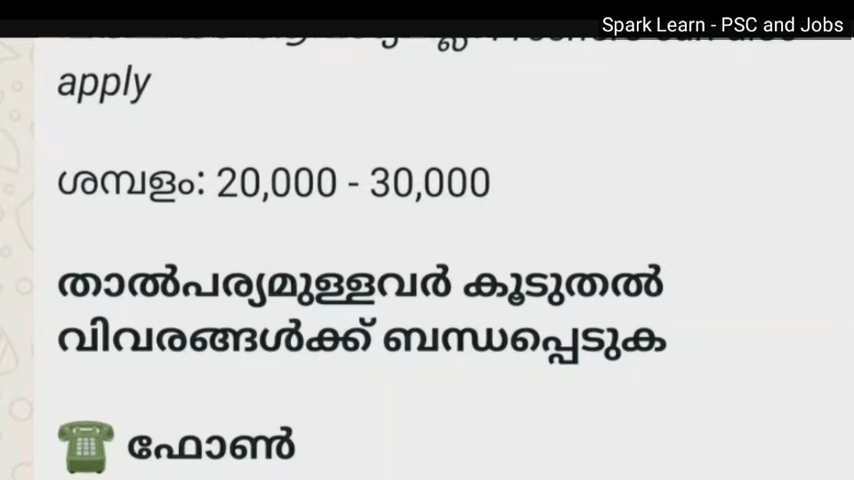 Spark Learn - PSC and Jobs
apply
ശമ്പളം: 20,000 - 30,000
താൽപര്യമുള്ളവർ കൂടുതൽ
വിവരങ്ങൾക്ക് ബന്ധപ്പെടുക
ഫോൺ